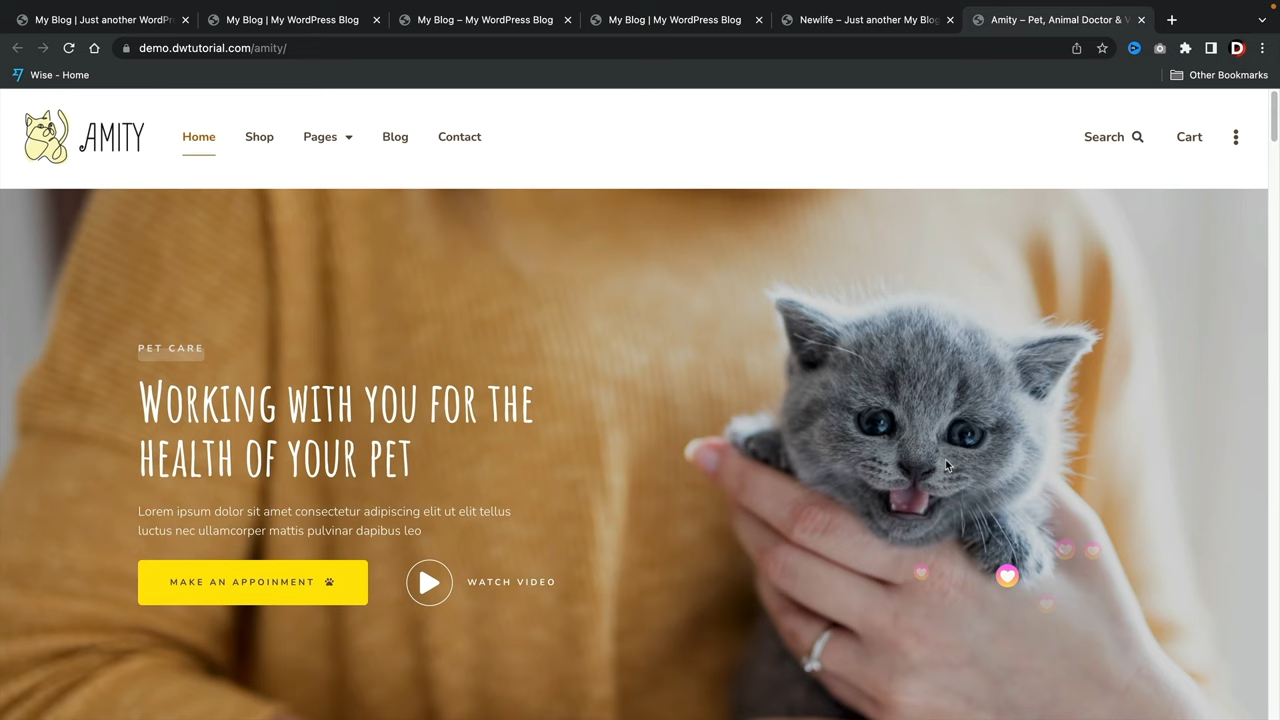 My Blog | Just another WordPr
My Blog | My WordPress Blog
My Blog – My WordPress Blog
My Blog | My WordPress Blog
Newlife – Just another My Blog
Amity – Pet, Animal Doctor & V
demo.dwtutorial.com/amity/
D
Wise - Home
Other Bookmarks
AMITY
Home
Shop
Pages
Blog
Contact
Search
Cart
PET CARE
WORKING WITH YOU FOR THE
HEALTH OF YOUR PET
Lorem ipsum dolor sit amet consectetur adipiscing elit ut elit tellus
luctus nec ullamcorper mattis pulvinar dapibus leo
MAKE AN APPOINMENT
WATCH VIDEO